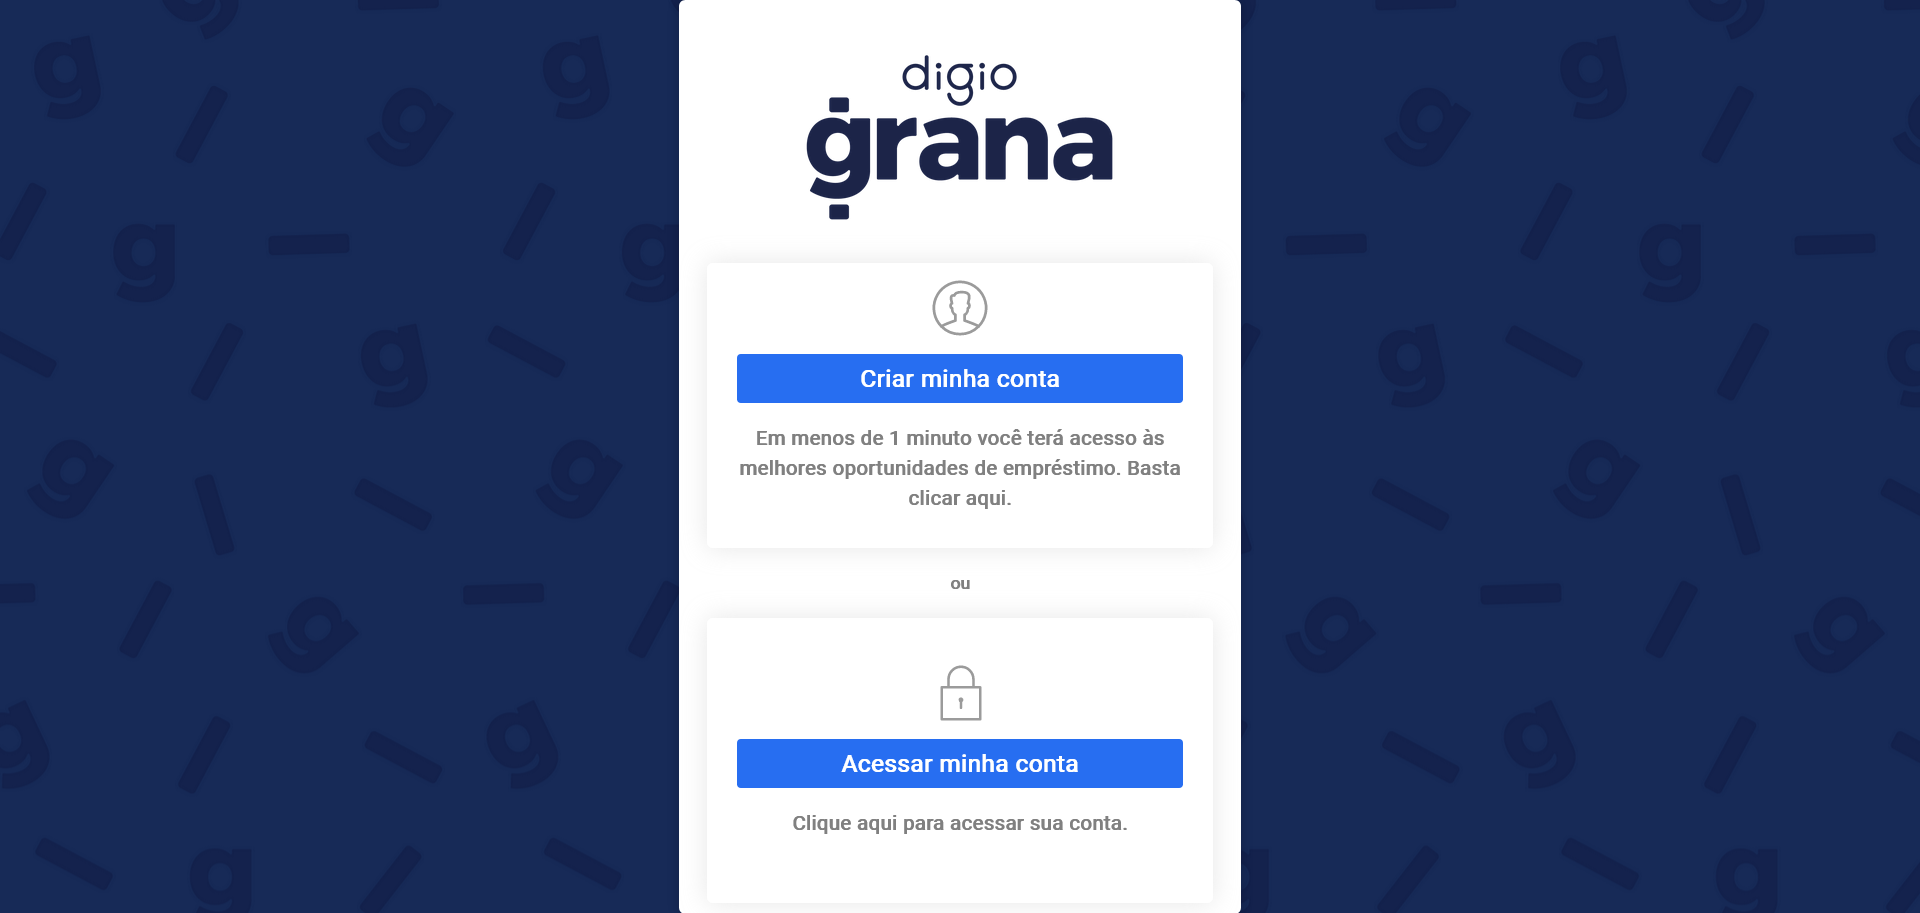 digio
grana
Criar minha conta
Em menos de 1 minuto você terá acesso às
melhores oportunidades de empréstimo. Basta
clicar aqui.
ou
Acessar minha conta
Clique aqui para acessar sua conta.